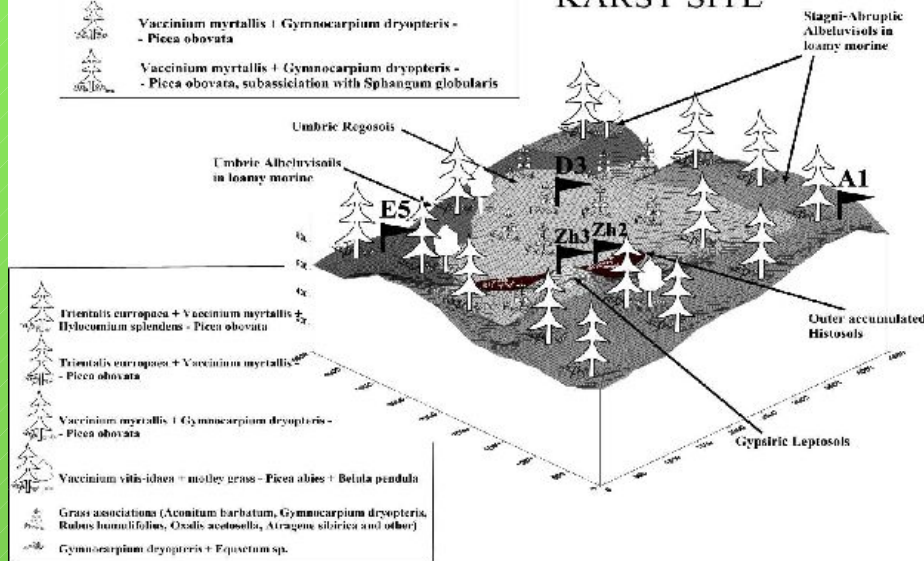 KARST SITE
Vaccinium myrtallis + Gymnocarpium dryopteris -
- Picea obovata
Vaccinium myrtallis + Gymnocarpium dryopteris -
- Picea obovata, subassiciation with Sphangum globularis
Stagni-Abruptic
Albeluvisols in
loamy morine
Umbric Regosols
Umbric Albeluvisoils
in loamy morine
D3
A1
E5
Zh3
Zh2
Outer accumulated
Histosols
Gypsiric Leptosols
Trientalis eurropaea + Vaccinium myrtallis +
Hylocomium splendens - Picea obovata
Trientalis eurropaea + Vaccinium myrtallis -
- Picea obovata
Vaccinium myrtallis + Gymnocarpium dryopteris -
- Picea obovata
Vaccinium vitis-idaea + motley grass - Picea abies + Betula pendula
Grass associations (Aconitum barbatum, Gymnocarpium dryopteris,
Rubus humulifolius, Oxalis acetosella, Atragene sibirica and other)
Gymnocarpium dryopteris + Equsetum sp.